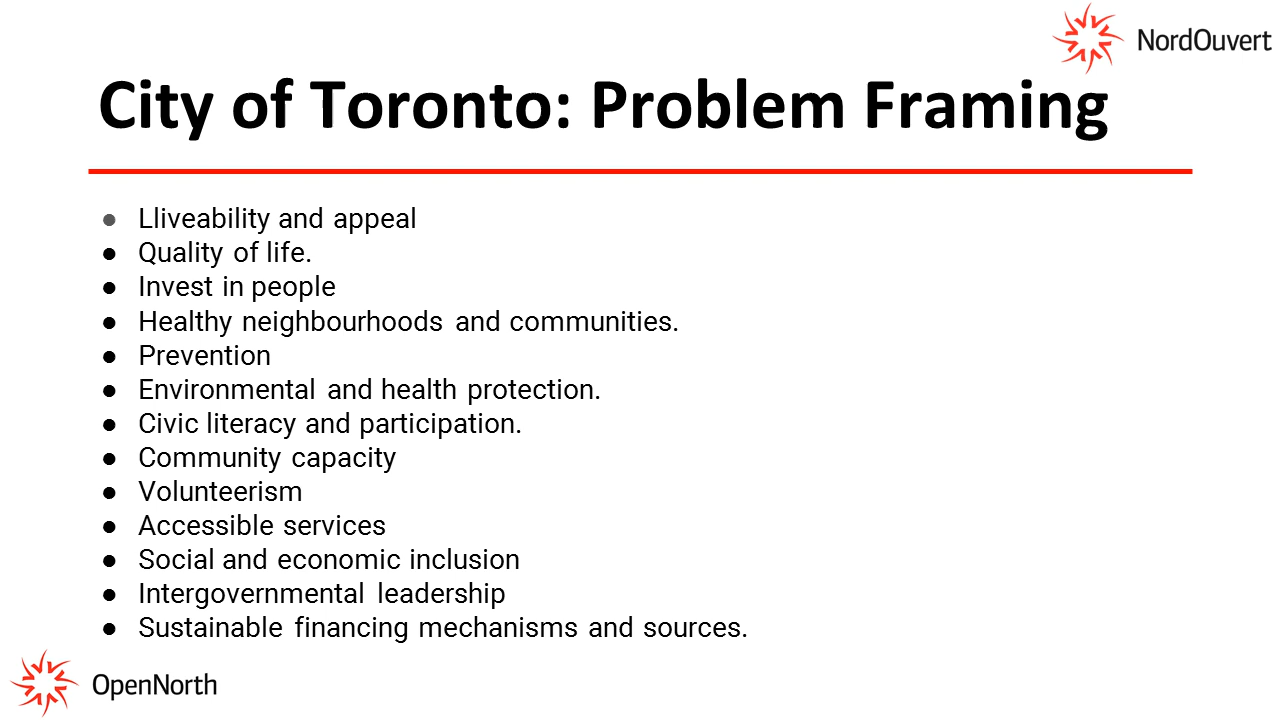 NordOuvert
City of Toronto: Problem Framing
● Lliveability and appeal
● Quality of life.
● Invest in people
● Healthy neighbourhoods and communities.
● Prevention
● Environmental and health protection.
● Civic literacy and participation.
● Community capacity
● Volunteerism
● Accessible services
● Social and economic inclusion
● Intergovernmental leadership
● Sustainable financing mechanisms and sources.
OpenNorth